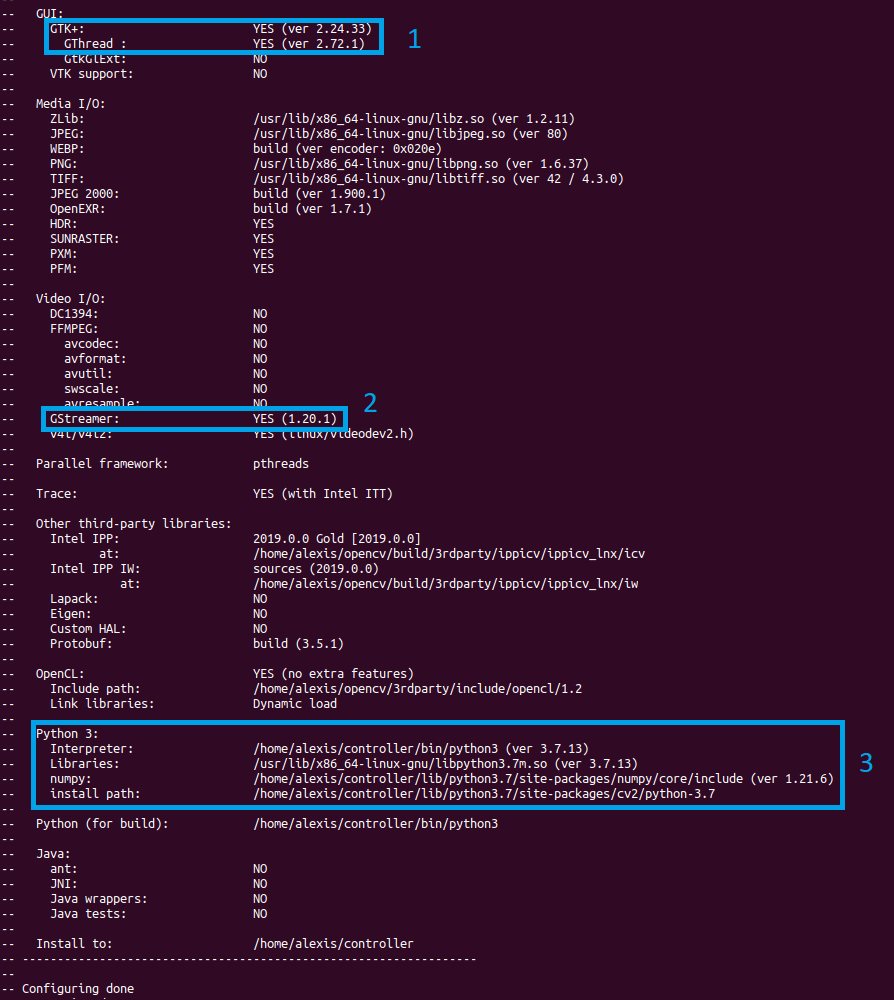 --   GUI:
--     GTK+:                        YES (ver 2.24.33)
1
--       GThread :                  YES (ver 2.72.1)
--       GtkGlExt:                  NO
--     VTK support:                 NO
--
--   Media I/O:
--     ZLib:                        /usr/lib/x86_64-linux-gnu/libz.so (ver 1.2.11)
--     JPEG:                        /usr/lib/x86_64-linux-gnu/libjpeg.so (ver 80)
--     WEBP:                        build (ver encoder: 0x020e)
--     PNG:                         /usr/lib/x86_64-linux-gnu/libpng.so (ver 1.6.37)
--     TIFF:                        /usr/lib/x86_64-linux-gnu/libtiff.so (ver 42 / 4.3.0)
--     JPEG 2000:                   build (ver 1.900.1)
--     OpenEXR:                     build (ver 1.7.1)
--     HDR:                         YES
--     SUNRASTER:                   YES
--     PXM:                         YES
--     PFM:                         YES
--
--   Video I/O:
--     DC1394:                      NO
--     FFMPEG:                      NO
--       avcodec:                   NO
--       avformat:                  NO
--       avutil:                    NO
--       swscale:                   NO
--       avresample:                NO
2
--     GStreamer:                   YES (1.20.1)
--     v4l/v4l2:                    YES (linux/videodev2.h)
--
--   Parallel framework:            pthreads
--
--   Trace:                         YES (with Intel ITT)
--
--   Other third-party libraries:
--     Intel IPP:                   2019.0.0 Gold [2019.0.0]
--            at:                   /home/alexis/opencv/build/3rdparty/ippicv/ippicv_lnx/icv
--     Intel IPP IW:                sources (2019.0.0)
--               at:                /home/alexis/opencv/build/3rdparty/ippicv/ippicv_lnx/iw
--     Lapack:                      NO
--     Eigen:                       NO
--     Custom HAL:                  NO
--     Protobuf:                    build (3.5.1)
--
--   OpenCL:                        YES (no extra features)
--     Include path:                /home/alexis/opencv/3rdparty/include/opencl/1.2
--     Link libraries:              Dynamic load
--
--   Python 3:
--     Interpreter:                 /home/alexis/controller/bin/python3 (ver 3.7.13)
--     Libraries:                   /usr/lib/x86_64-linux-gnu/libpython3.7m.so (ver 3.7.13)
3
--     numpy:                       /home/alexis/controller/lib/python3.7/site-packages/numpy/core/include (ver 1.21.6)
--     install path:                /home/alexis/controller/lib/python3.7/site-packages/cv2/python-3.7
--
--   Python (for build):            /home/alexis/controller/bin/python3
--
--   Java:
--     ant:                         NO
--     JNI:                         NO
--     Java wrappers:               NO
--     Java tests:                  NO
--
--   Install to:                    /home/alexis/controller
-- -----------------------------------------------------------------
--
-- Configuring done